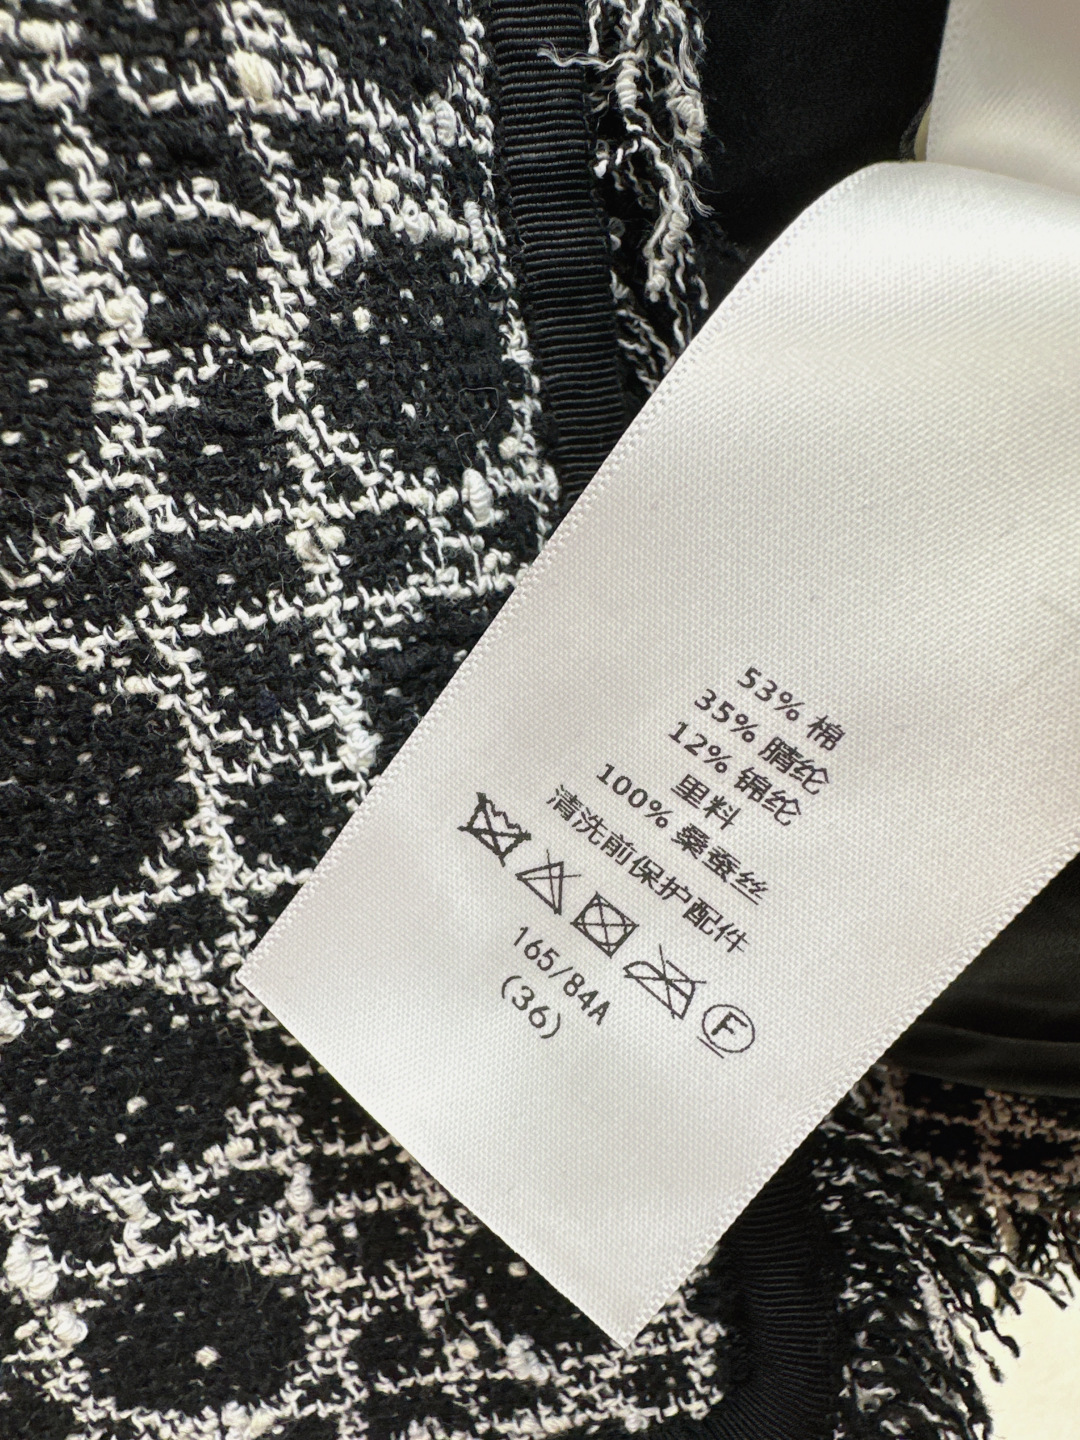 53% 棉
35% 腈纶
12% 锦纶
里料
100% 桑蚕丝
清洗前保护配件
F
165/84A
(36)